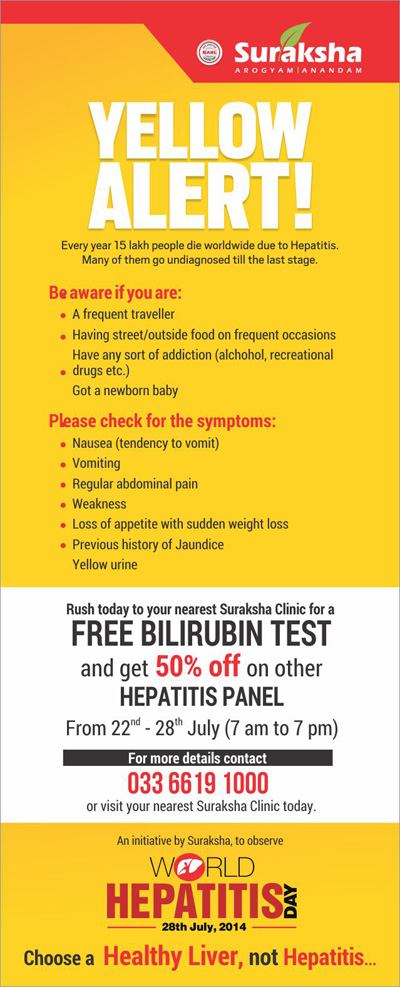 NABL
Suraksha
AROGYAM|ANANDAM
YELLOW
ALERT!
Every year 15 lakh people die worldwide due to Hepatitis.
Many of them go undiagnosed till the last stage.
Be aware if you are:
• A frequent traveller
• Having street/outside food on frequent occasions
Have any sort of addiction (alchohol, recreational
• drugs etc.)
Got a newborn baby
Please check for the symptoms:
• Nausea (tendency to vomit)
• Vomiting
• Regular abdominal pain
• Weakness
• Loss of appetite with sudden weight loss
• Previous history of Jaundice
Yellow urine
Rush today to your nearest Suraksha Clinic for a
FREE BILIRUBIN TEST
and get 50% off on other
HEPATITIS PANEL
From 22nd - 28th July (7 am to 7 pm)
For more details contact
033 6619 1000
or visit your nearest Suraksha Clinic today.
An initiative by Suraksha, to observe
WORLD
HEPATITIS DAY
28th July, 2014
Choose a Healthy Liver, not Hepatitis...